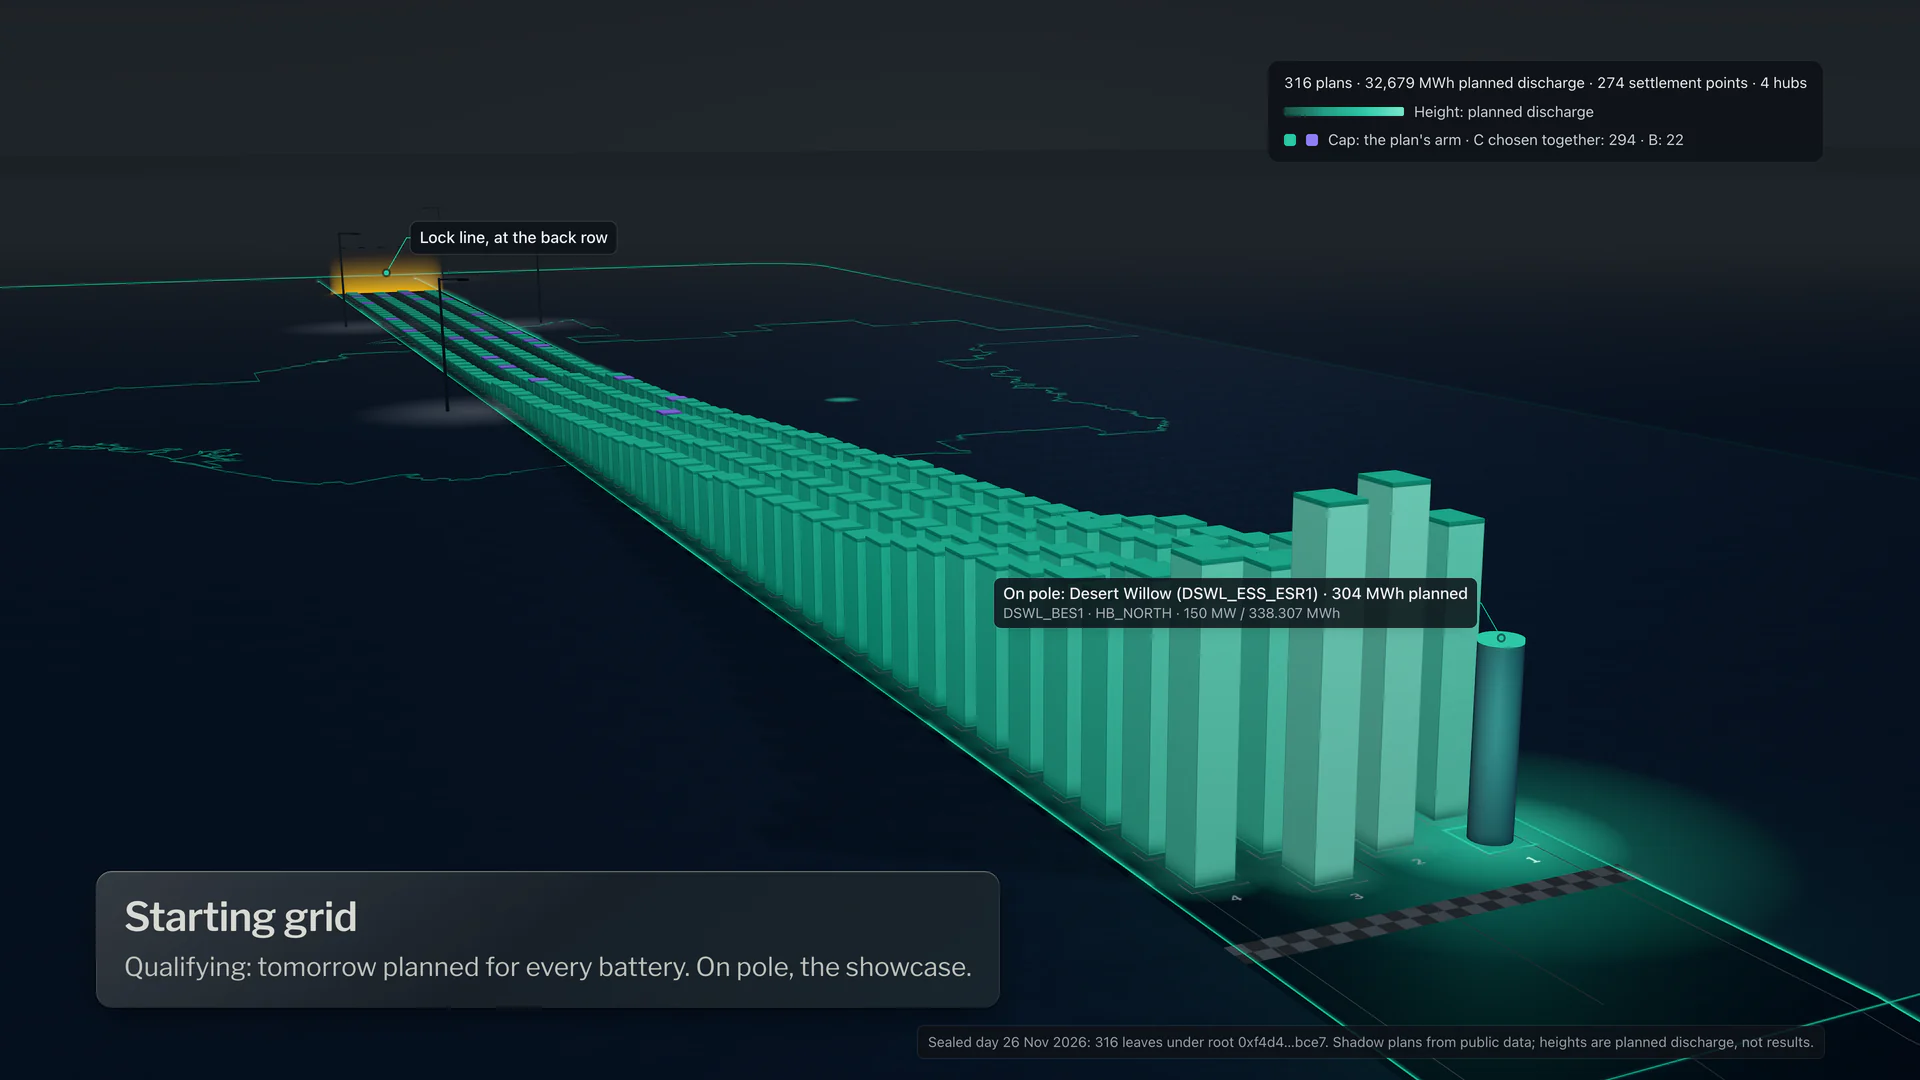 316 plans · 32,679 MWh planned discharge · 274 settlement points · 4 hubs
Height: planned discharge
Cap: the plan's arm · C chosen together: 294 · B: 22
Lock line, at the back row
On pole: Desert Willow (DSWL_ESS_ESR1) · 304 MWh planned
DSWL_BES1 · HB_NORTH · 150 MW / 338.307 MWh
1
2
3
4
Starting grid
Qualifying: tomorrow planned for every battery. On pole, the showcase.
Sealed day 26 Nov 2026: 316 leaves under root 0xf4d4…bce7. Shadow plans from public data; heights are planned discharge, not results.